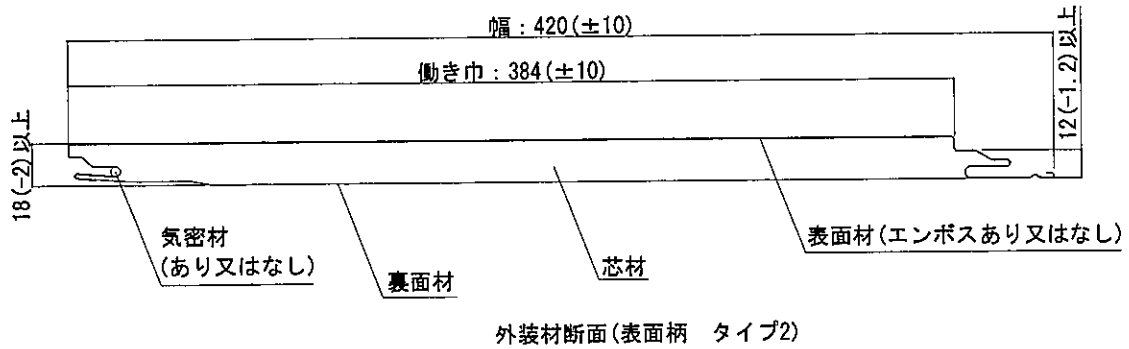 幅：420(±10)
働き巾：384(±10)
12(-1.2)以上
18(-2)以上
気密材
(あり又はなし)
裏面材
芯材
表面材(エンボスあり又はなし)
外装材断面(表面柄　タイプ2)